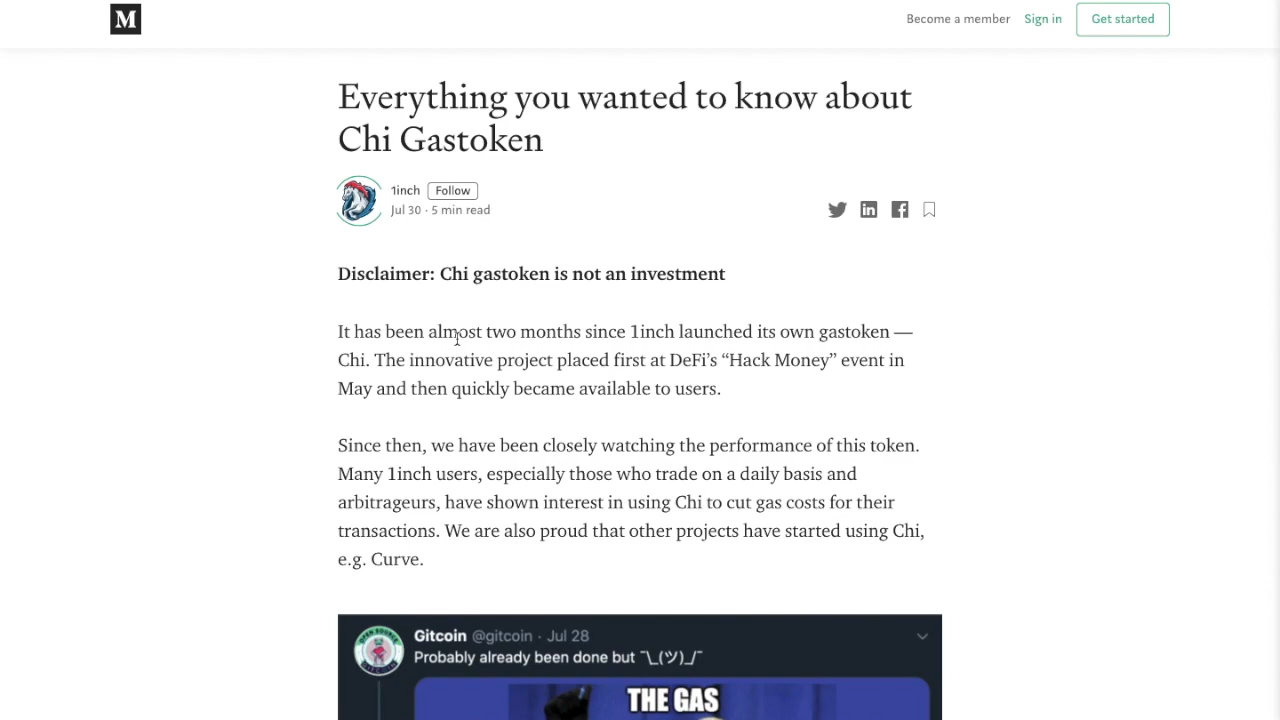 M
Become a member Sign in Get started
Everything you wanted to know about
Chi Gastoken
1inch Follow
Jul 30 · 5 min read
Disclaimer: Chi gastoken is not an investment
It has been almost two months since 1inch launched its own gastoken —
Chi. The innovative project placed first at DeFi’s “Hack Money” event in
May and then quickly became available to users.
Since then, we have been closely watching the performance of this token.
Many 1inch users, especially those who trade on a daily basis and
arbitrageurs, have shown interest in using Chi to cut gas costs for their
transactions. We are also proud that other projects have started using Chi,
e.g. Curve.
Gitcoin @gitcoin · Jul 28
Probably already been done but ¯\_(ツ)_/¯
THE GAS